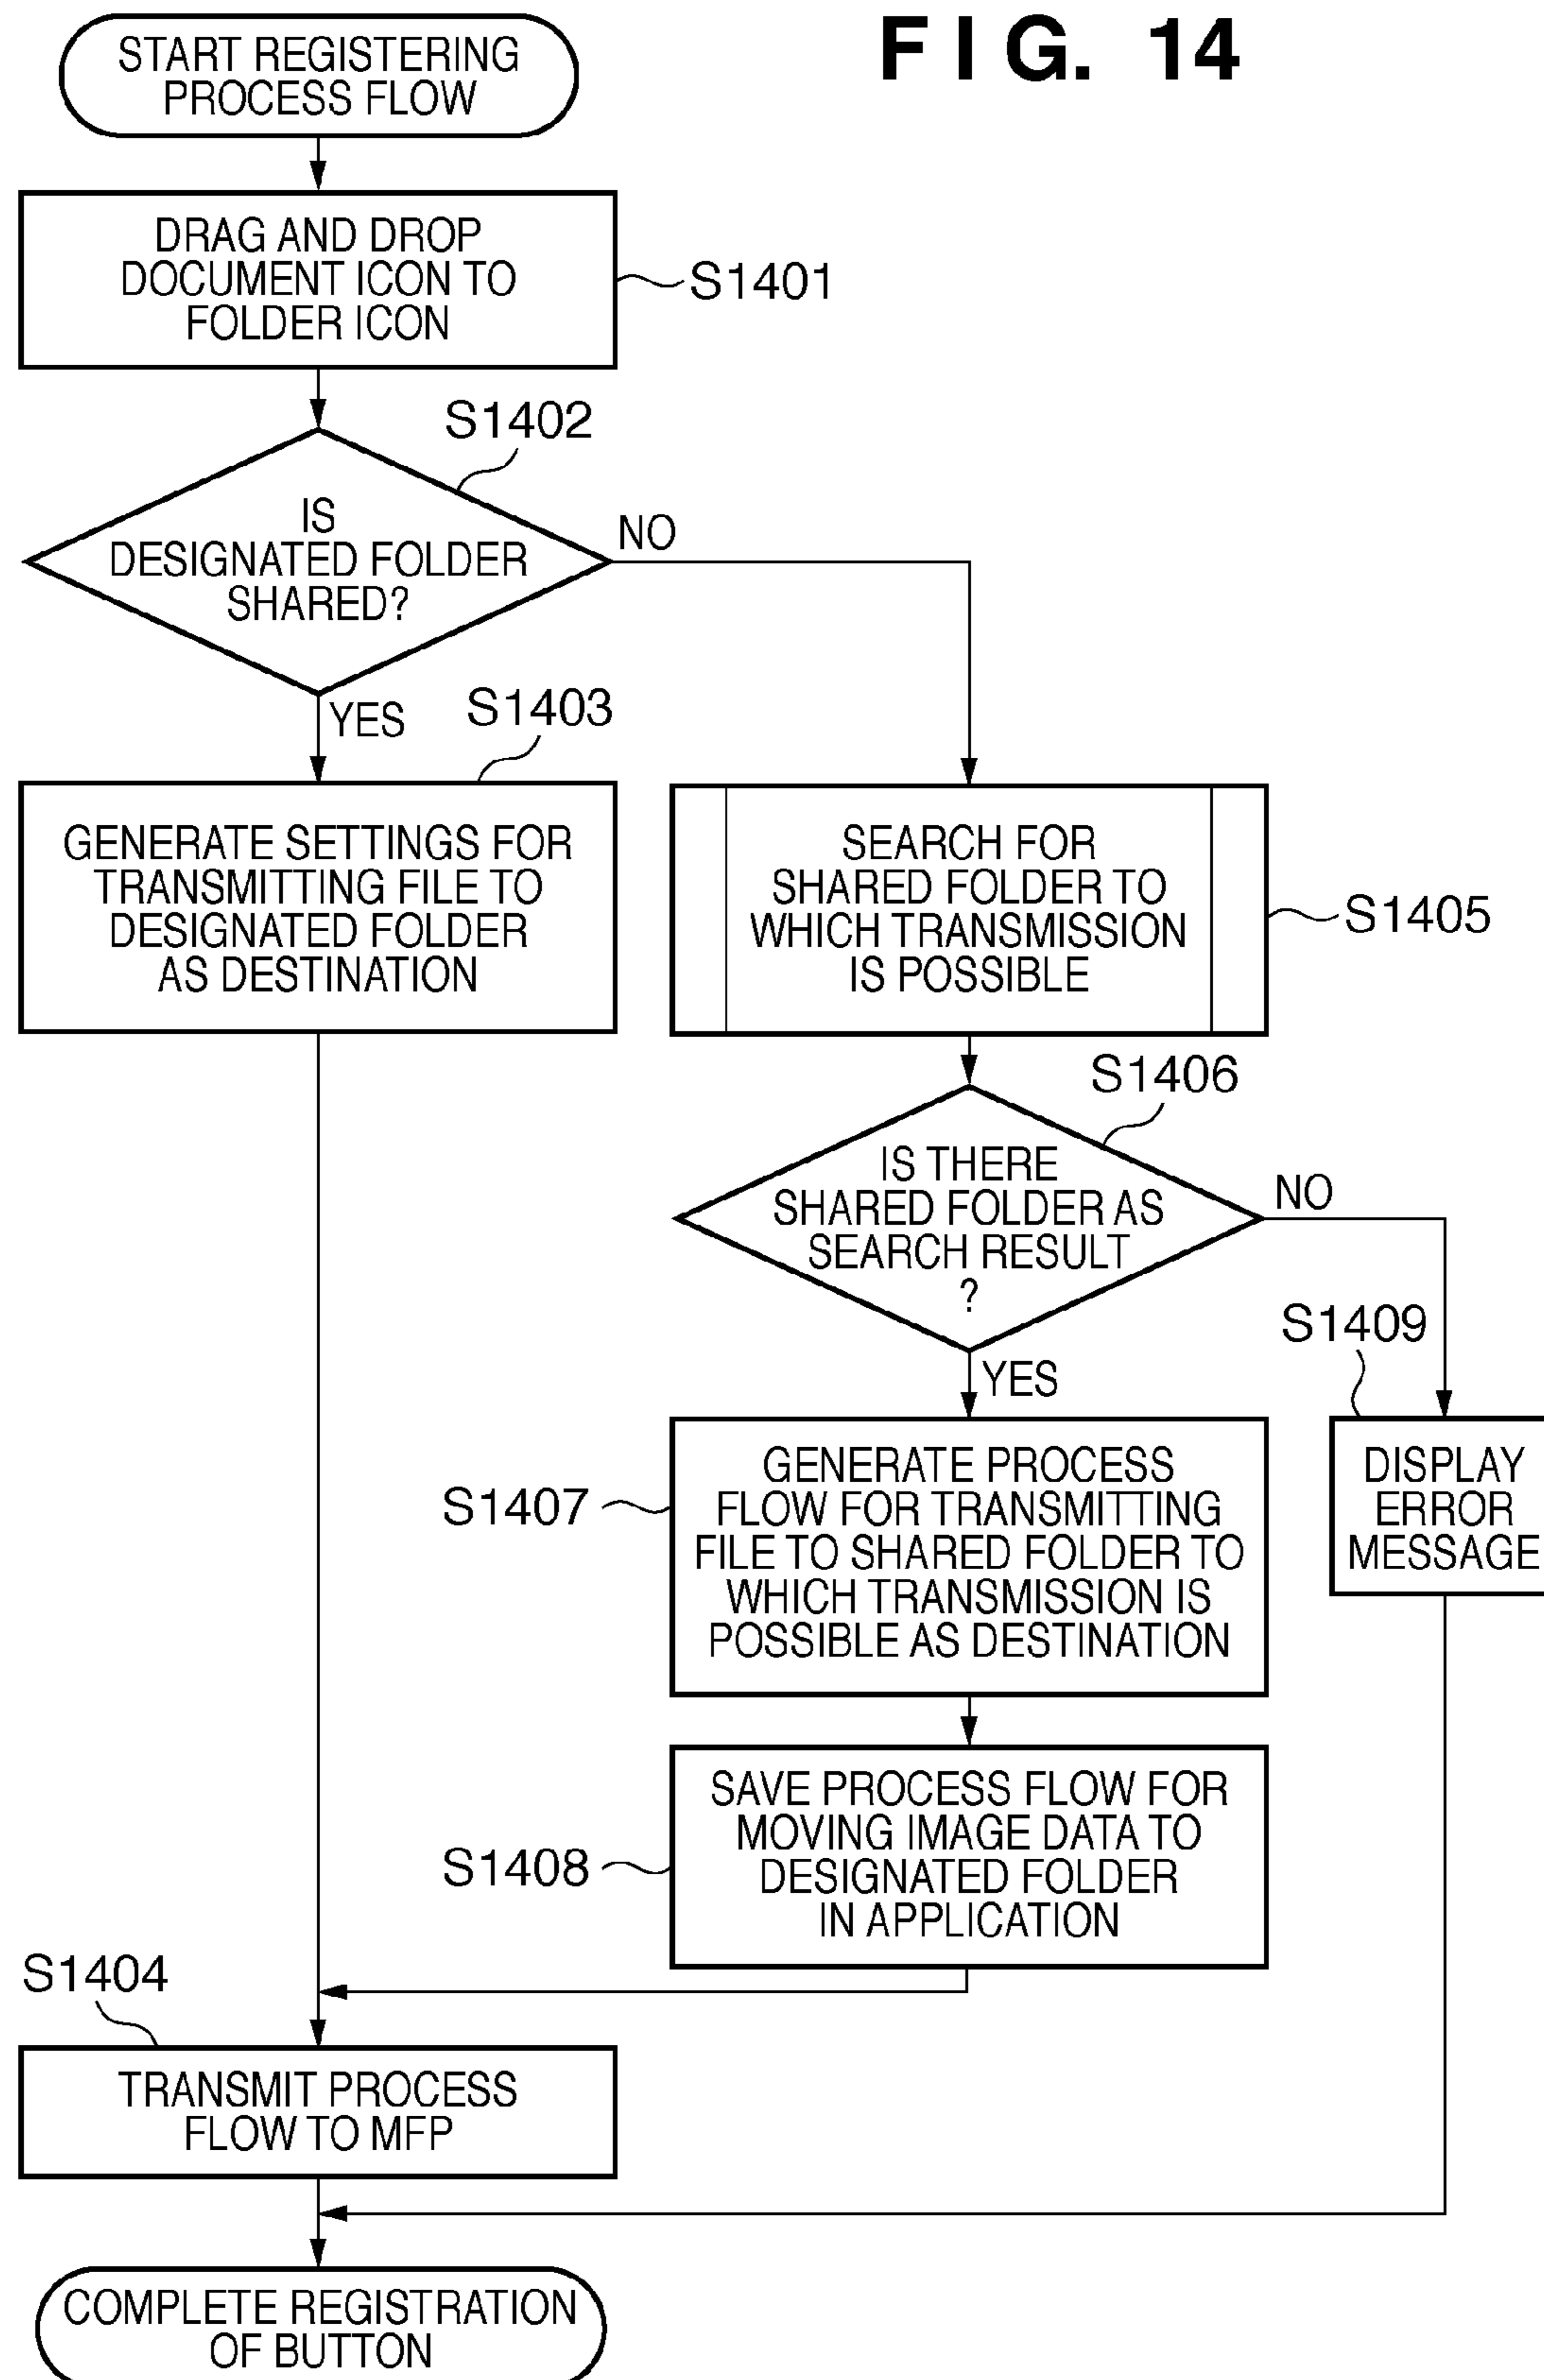 FIG. 14
START REGISTERING
PROCESS FLOW
DRAG AND DROP
DOCUMENT ICON TO
FOLDER ICON
S1401
S1402
IS
DESIGNATED FOLDER
SHARED?
NO
YES
S1403
GENERATE SETTINGS FOR
TRANSMITTING FILE TO
DESIGNATED FOLDER
AS DESTINATION
SEARCH FOR
SHARED FOLDER TO
WHICH TRANSMISSION
IS POSSIBLE
S1405
S1406
IS THERE
SHARED FOLDER AS
SEARCH RESULT
?
NO
YES
S1409
DISPLAY
ERROR
MESSAGE
S1407
GENERATE PROCESS
FLOW FOR TRANSMITTING
FILE TO SHARED FOLDER TO
WHICH TRANSMISSION IS
POSSIBLE AS DESTINATION
S1408
SAVE PROCESS FLOW FOR
MOVING IMAGE DATA TO
DESIGNATED FOLDER
IN APPLICATION
S1404
TRANSMIT PROCESS
FLOW TO MFP
COMPLETE REGISTRATION
OF BUTTON